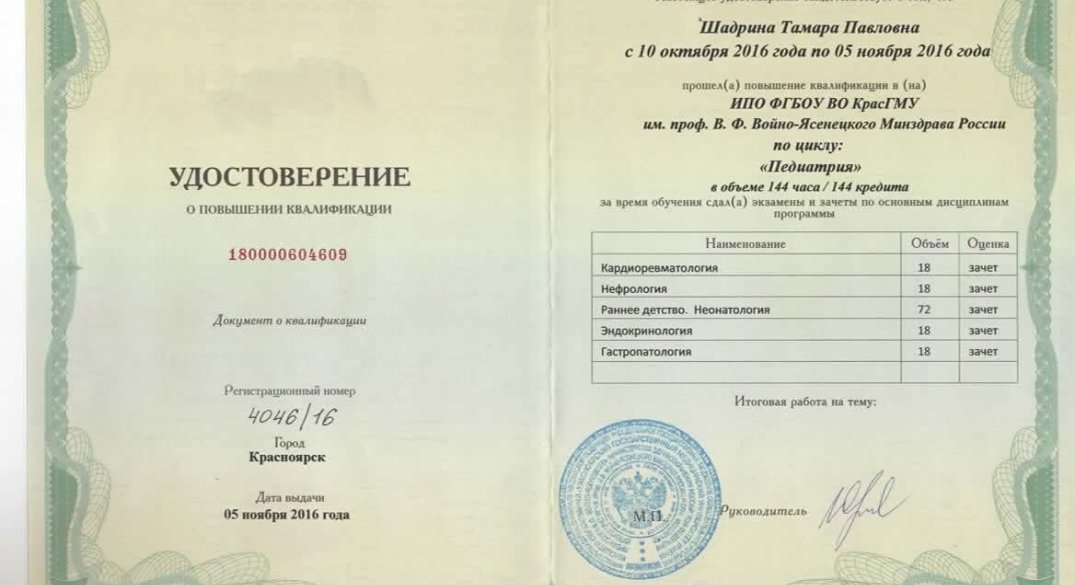 УДОСТОВЕРЕНИЕ
О ПОВЫШЕНИИ КВАЛИФИКАЦИИ
180000604609
Документ о квалификации
Регистрационный номер
4046/16
Город
Красноярск
Дата выдачи
05 ноября 2016 года
Шадрина Тамара Павловна
с 10 октября 2016 года по 05 ноября 2016 года
прошел(а) повышение квалификации в (на)
ИПО ФГБОУ ВО КрасГМУ
им. проф. В. Ф. Войно-Ясенецкого Минздрава России
по циклу:
«Педиатрия»
в объеме 144 часа / 144 кредита
за время обучения сдал(а) экзамены и зачеты по основным дисциплинам
программы
Наименование Объём Оценка
Кардиоревматология 18 зачет
Нефрология 18 зачет
Раннее детство. Неонатология 72 зачет
Эндокринология 18 зачет
Гастропатология 18 зачет
Итоговая работа на тему:
М.П.
Руководитель